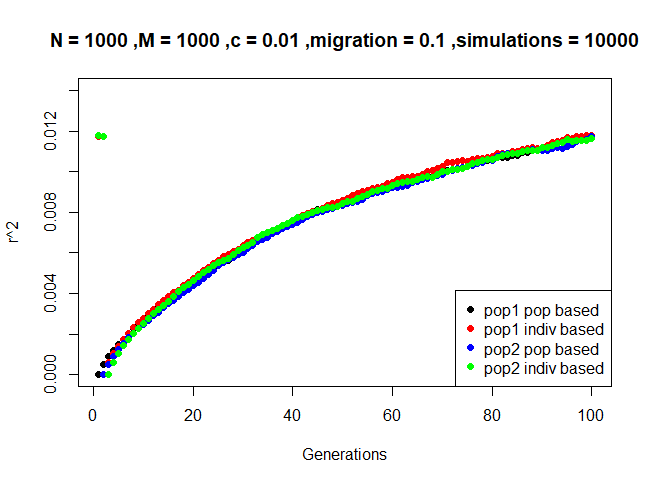 N = 1000 ,M = 1000 ,c = 0.01 ,migration = 0.1 ,simulations = 10000
r^2
0.012
0.008
0.004
0.000
pop1 pop based
pop1 indiv based
pop2 pop based
pop2 indiv based
0 20 40 60 80 100
Generations